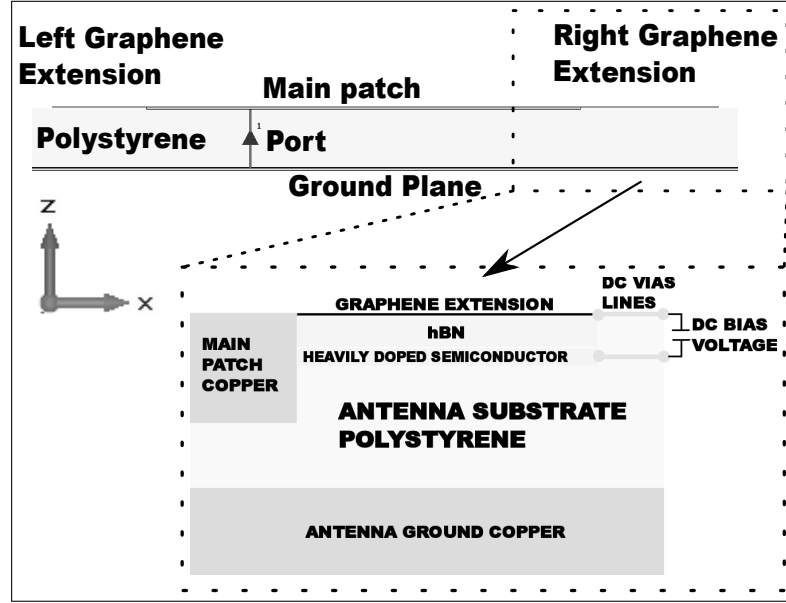 Left Graphene
Extension
Right Graphene
Extension
Main patch
Polystyrene
1
Port
Ground Plane
Z
X
DC VIAS
LINES
GRAPHENE EXTENSION
hBN
HEAVILY DOPED SEMICONDUCTOR
DC BIAS
VOLTAGE
MAIN
PATCH
COPPER
ANTENNA SUBSTRATE
POLYSTYRENE
ANTENNA GROUND COPPER